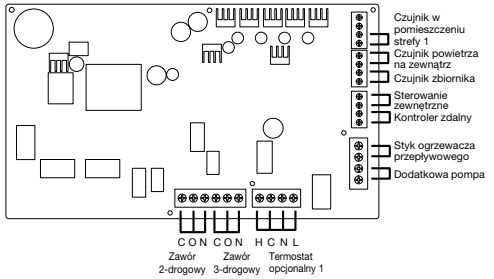 Czujnik w
pomieszczeniu
strefy 1
Czujnik powietrza
na zewnątrz
Czujnik zbiornika
Sterowanie
zewnętrzne
Kontroler zdalny
Styk ogrzewacza
przepływowego
Dodatkowa pompa
C O N C O N H C N L
Zawór
2-drogowy
Zawór
3-drogowy
Termostat
opcjonalny 1